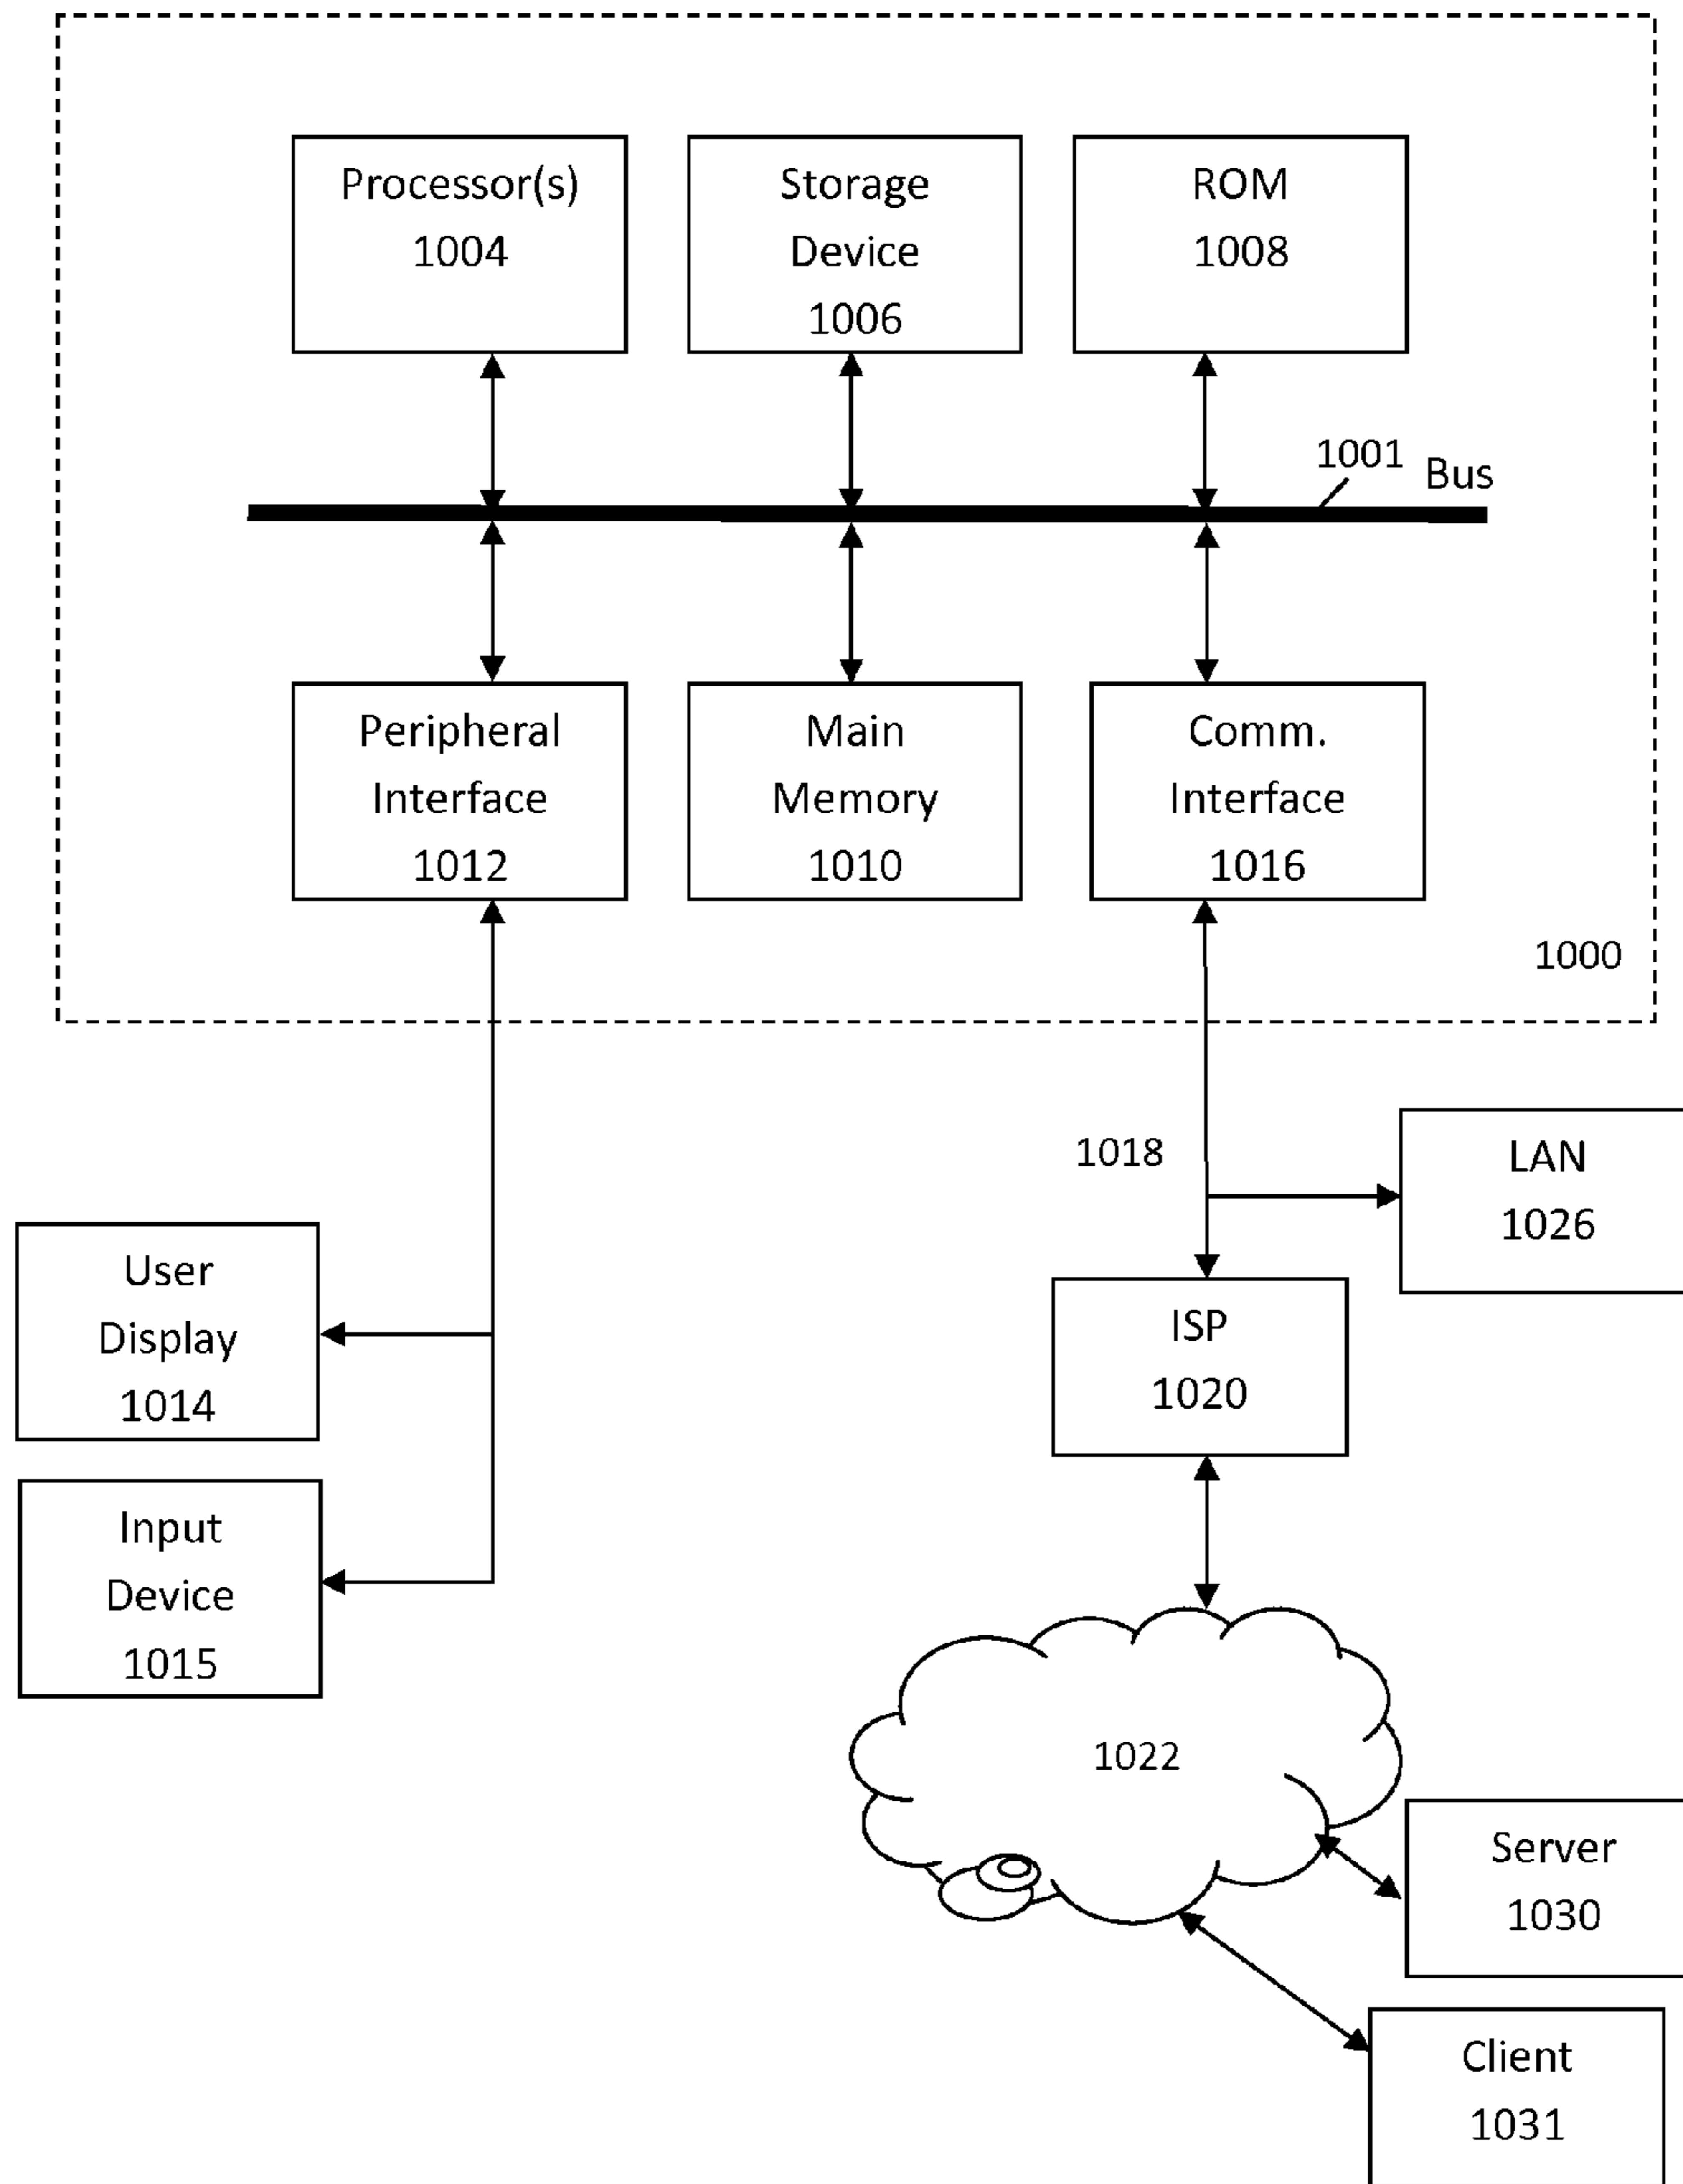 Processor(s)
1004
Storage
Device
1006
ROM
1008
1001
Bus
Peripheral
Interface
1012
Main
Memory
1010
Comm.
Interface
1016
1000
1018
LAN
1026
User
Display
1014
ISP
1020
Input
Device
1015
1022
Server
1030
Client
1031